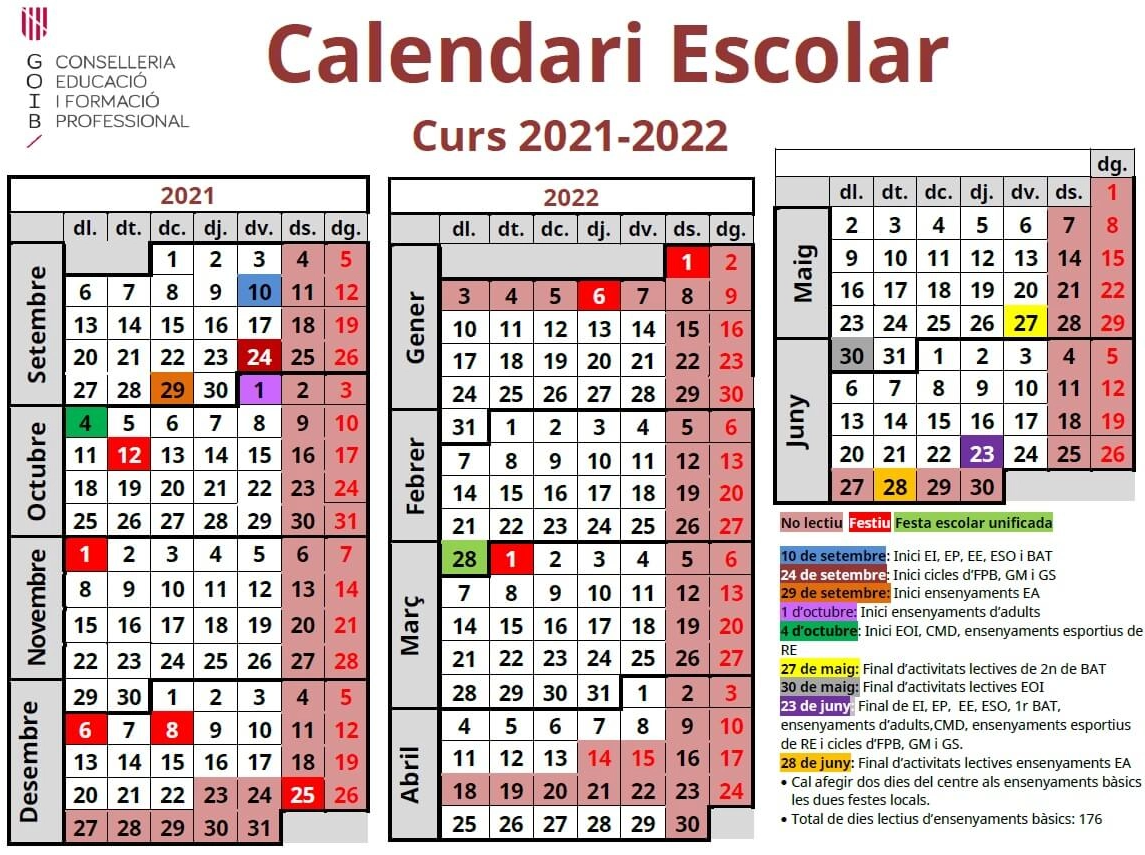 Calendari Escolar
Curs 2021-2022
G CONSELLERIA
O EDUCACIÓ
I I FORMACIÓ
B PROFESSIONAL
/
2021
dl. dt. dc. dj. dv. ds. dg.
Setembre
1 2 3 4 5
6 7 8 9 10 11 12
13 14 15 16 17 18 19
20 21 22 23 24 25 26
27 28 29 30 1 2 3
Octubre
4 5 6 7 8 9 10
11 12 13 14 15 16 17
18 19 20 21 22 23 24
25 26 27 28 29 30 31
Novembre
1 2 3 4 5 6 7
8 9 10 11 12 13 14
15 16 17 18 19 20 21
22 23 24 25 26 27 28
29 30 1 2 3 4 5
Desembre
6 7 8 9 10 11 12
13 14 15 16 17 18 19
20 21 22 23 24 25 26
27 28 29 30 31
2022
dl. dt. dc. dj. dv. ds. dg.
Gener
1 2
3 4 5 6 7 8 9
10 11 12 13 14 15 16
17 18 19 20 21 22 23
24 25 26 27 28 29 30
Febrer
31 1 2 3 4 5 6
7 8 9 10 11 12 13
14 15 16 17 18 19 20
21 22 23 24 25 26 27
Març
28 1 2 3 4 5 6
7 8 9 10 11 12 13
14 15 16 17 18 19 20
21 22 23 24 25 26 27
28 29 30 31 1 2 3
Abril
4 5 6 7 8 9 10
11 12 13 14 15 16 17
18 19 20 21 22 23 24
25 26 27 28 29 30
dg.
dl. dt. dc. dj. dv. ds. 1
Maig
2 3 4 5 6 7 8
9 10 11 12 13 14 15
16 17 18 19 20 21 22
23 24 25 26 27 28 29
Juny
30 31 1 2 3 4 5
6 7 8 9 10 11 12
13 14 15 16 17 18 19
20 21 22 23 24 25 26
27 28 29 30
No lectiu Festiu Festa escolar unificada
10 de setembre: Inici EI, EP, EE, ESO i BAT
24 de setembre: Inici cicles d'FPB, GM i GS
29 de setembre: Inici ensenyaments EA
1 d'octubre: Inici ensenyaments d'adults
4 d'octubre: Inici EOI, CMD, ensenyaments esportius de
RE
27 de maig: Final d'activitats lectives de 2n de BAT
30 de maig: Final d'activitats lectives EOI
23 de juny: Final de EI, EP, EE, ESO, 1r BAT,
ensenyaments d'adults,CMD, ensenyaments esportius
de RE i cicles d'FPB, GM i GS.
28 de juny: Final d'activitats lectives ensenyaments EA
• Cal afegir dos dies del centre als ensenyaments bàsics
les dues festes locals.
• Total de dies lectius d'ensenyaments bàsics: 176